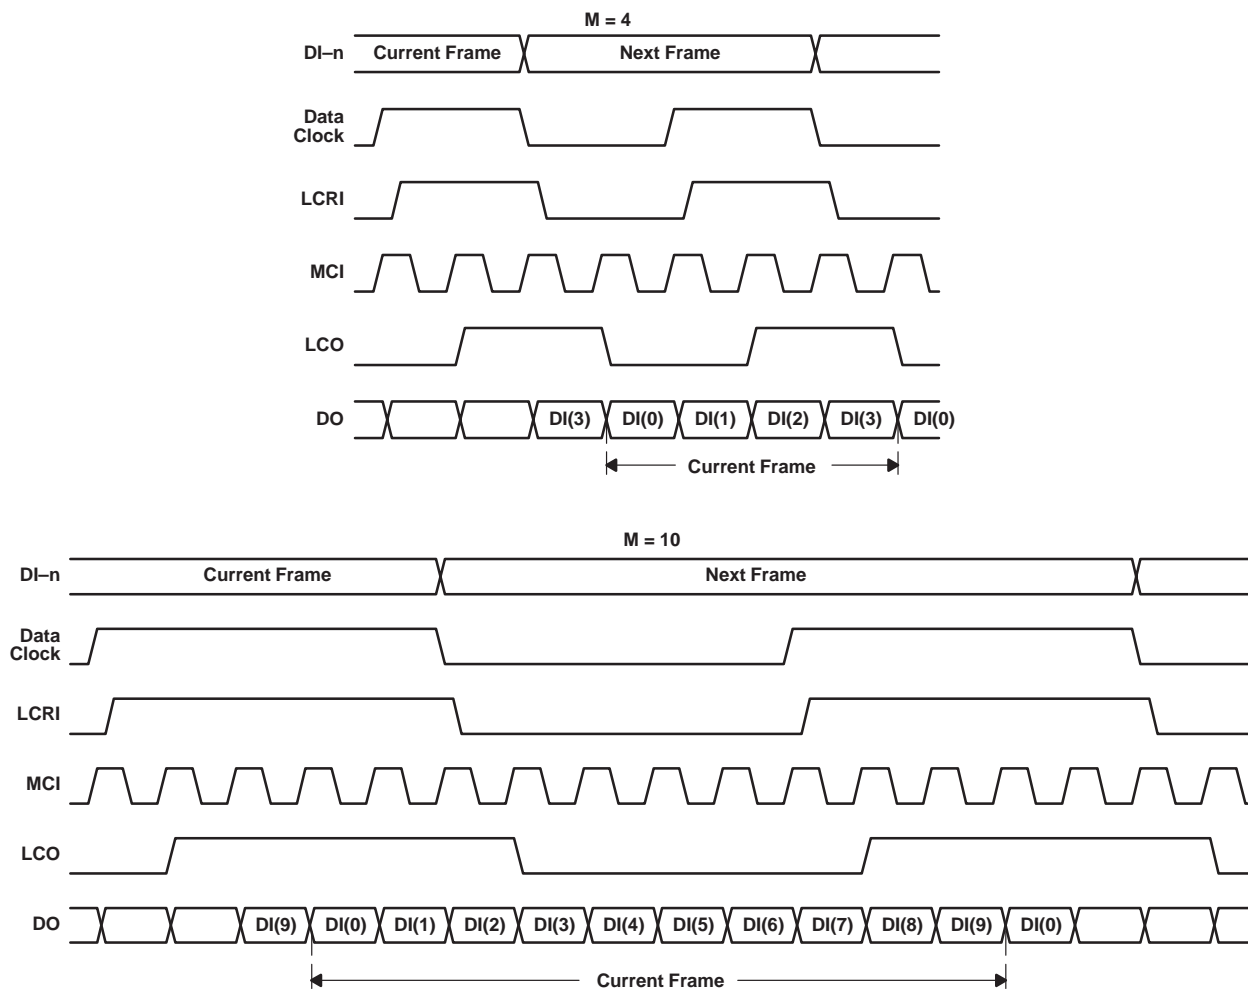 M = 4
DI–n Current Frame Next Frame
Data
Clock
LCRI
MCI
LCO
DO DI(3) DI(0) DI(1) DI(2) DI(3) DI(0)
Current Frame
M = 10
DI–n Current Frame Next Frame
Data
Clock
LCRI
MCI
LCO
DO DI(9) DI(0) DI(1) DI(2) DI(3) DI(4) DI(5) DI(6) DI(7) DI(8) DI(9) DI(0)
Current Frame